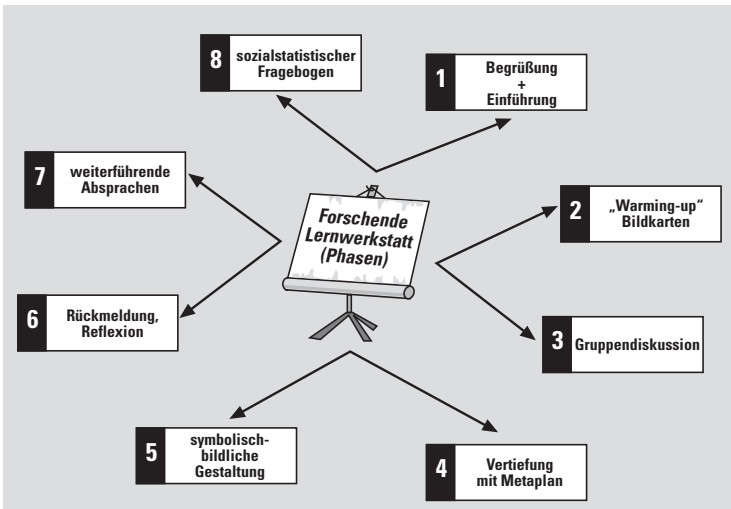 Forschende
Lernwerkstatt
(Phasen)
1
Begrüßung
+
Einführung
2
„Warming-up“
Bildkarten
3
Gruppendiskussion
4
Vertiefung
mit Metaplan
5
symbolisch-
bildliche
Gestaltung
6
Rückmeldung,
Reflexion
7
weiterführende
Absprachen
8
sozialstatistischer
Fragebogen